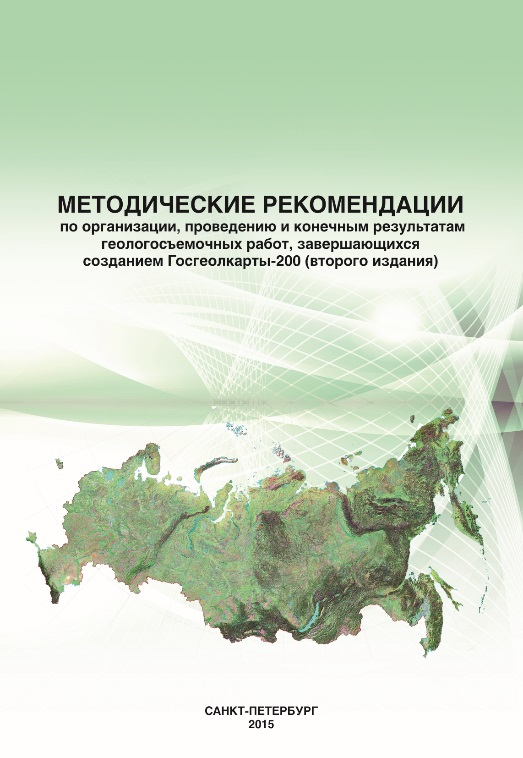 МЕТОДИЧЕСКИЕ РЕКОМЕНДАЦИИ
по организации, проведению и конечным результатам
геологосъемочных работ, завершающихся
созданием Госгеолкарты-200 (второго издания)
САНКТ-ПЕТЕРБУРГ
2015